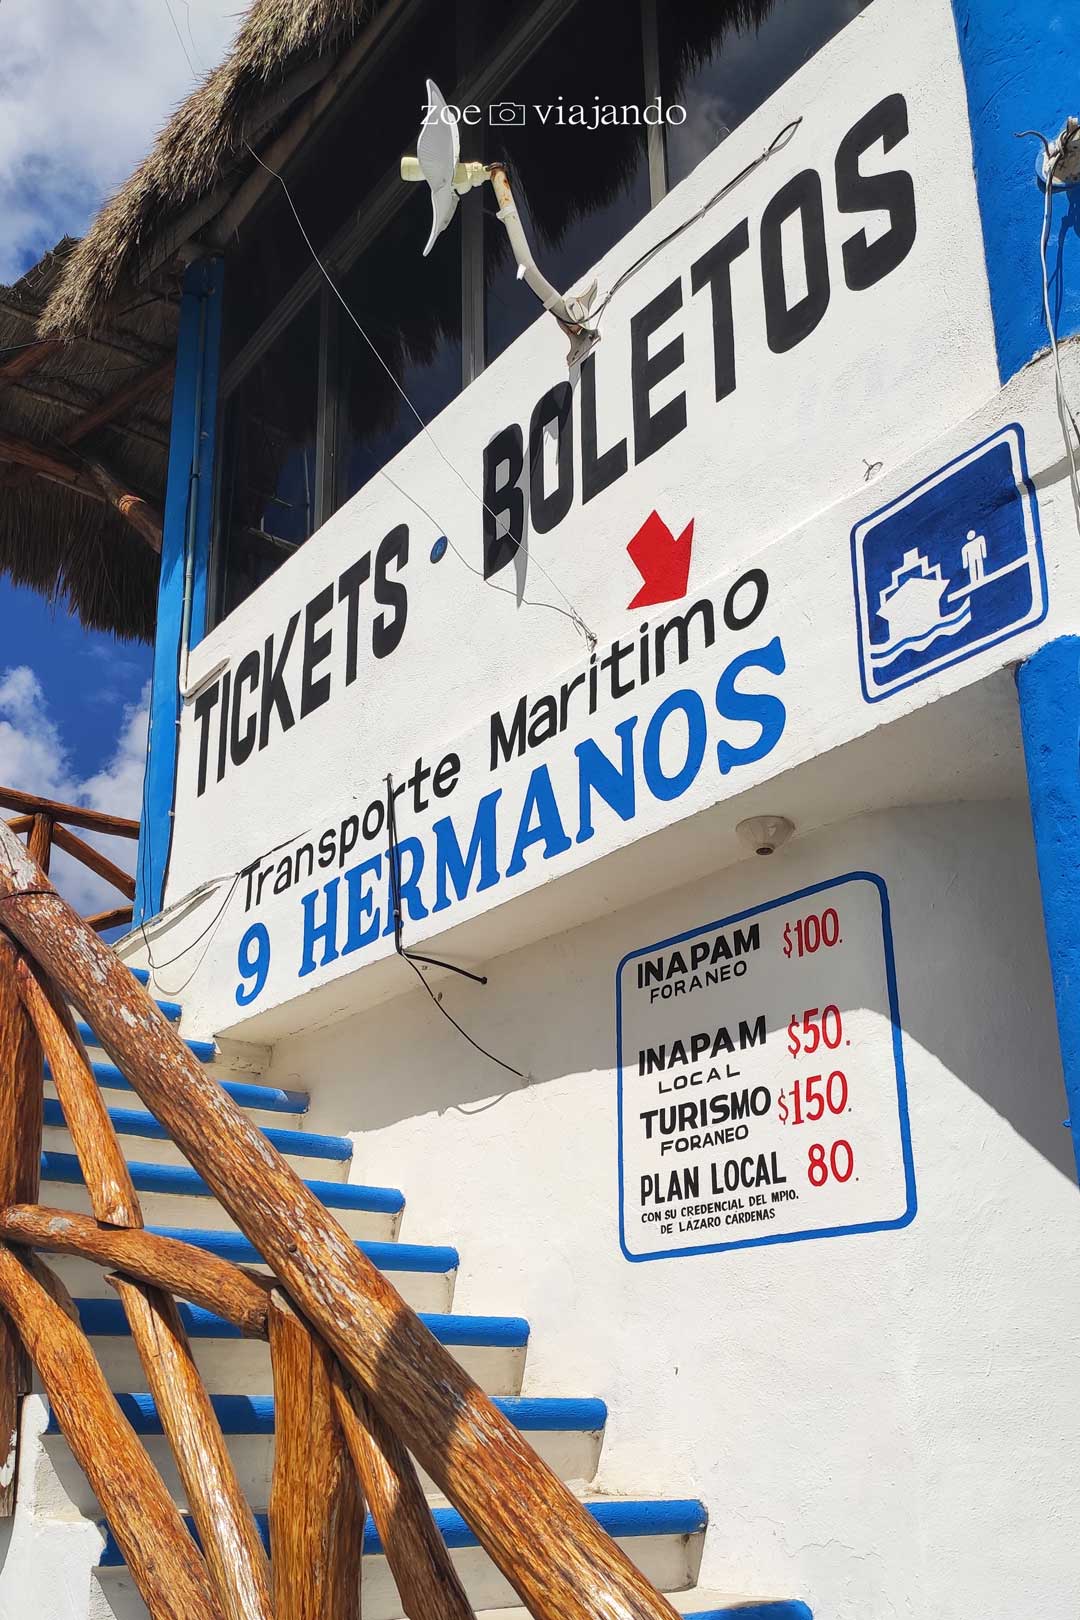 zoe viajando
TICKETS · BOLETOS
Transporte Maritimo
9 HERMANOS
INAPAM $100.
FORANEO
INAPAM $50.
LOCAL
TURISMO $150.
FORANEO
PLAN LOCAL 80.
CON SU CREDENCIAL DEL MPIO.
DE LAZARO CÁRDENAS